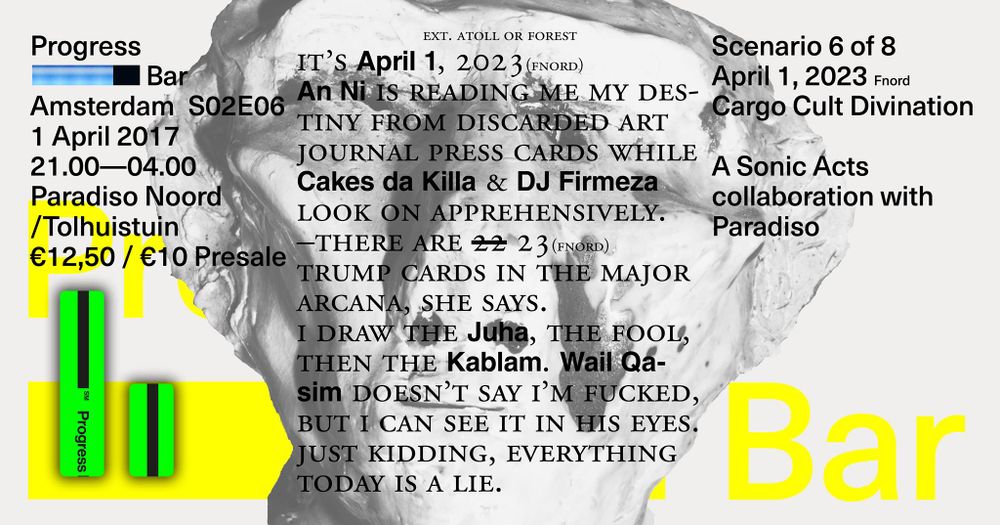 Progress
Bar
Amsterdam S02E06
1 April 2017
21.00—04.00
Paradiso Noord
/Tolhuistuin
€12,50 / €10 Presale
EXT. ATOLL OR FOREST
IT'S April 1, 2023(FNORD)
An Ni IS READING ME MY DES-
TINY FROM DISCARDED ART
JOURNAL PRESS CARDS WHILE
Cakes da Killa & DJ Firmeza
LOOK ON APPREHENSIVELY.
—THERE ARE 22 23(FNORD)
TRUMP CARDS IN THE MAJOR
ARCANA, SHE SAYS.
I DRAW THE Juha, THE FOOL,
THEN THE Kablam. Wail Qa-
sim DOESN'T SAY I'M FUCKED,
BUT I CAN SEE IT IN HIS EYES.
JUST KIDDING, EVERYTHING
TODAY IS A LIE.
Scenario 6 of 8
April 1, 2023 Fnord
Cargo Cult Divination
A Sonic Acts
collaboration with
Paradiso
Pro
Bar
SM Progress